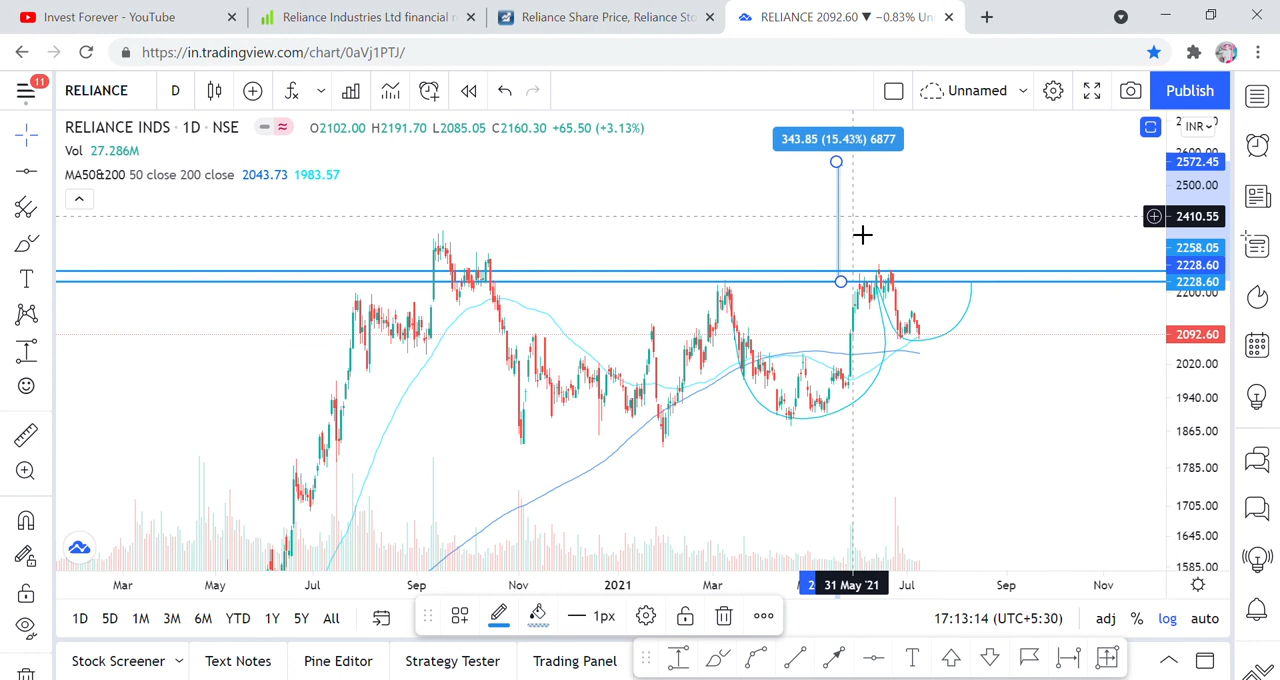 Invest Forever - YouTube
Reliance Industries Ltd financial r
Reliance Share Price, Reliance Sto
RELIANCE 2092.60 ▼ −0.83% Un
https://in.tradingview.com/chart/0aVj1PTJ/
11
RELIANCE
D
Unnamed
Publish
RELIANCE INDS · 1D · NSE
O2102.00 H2191.70 L2085.05 C2160.30 +65.50 (+3.13%)
Vol 27.286M
MA50&200 50 close 200 close 2043.73 1983.57
343.85 (15.43%) 6877
INR
2572.45
2500.00
2410.55
2258.05
2228.60
2228.60
2200.00
2092.60
2020.00
1940.00
1865.00
1785.00
1705.00
1645.00
1585.00
Mar
May
Jul
Sep
Nov
2021
Mar
31 May '21
Jul
Sep
Nov
1D 5D 1M 3M 6M YTD 1Y 5Y All
1px
17:13:14 (UTC+5:30)
adj % log auto
Stock Screener
Text Notes
Pine Editor
Strategy Tester
Trading Panel